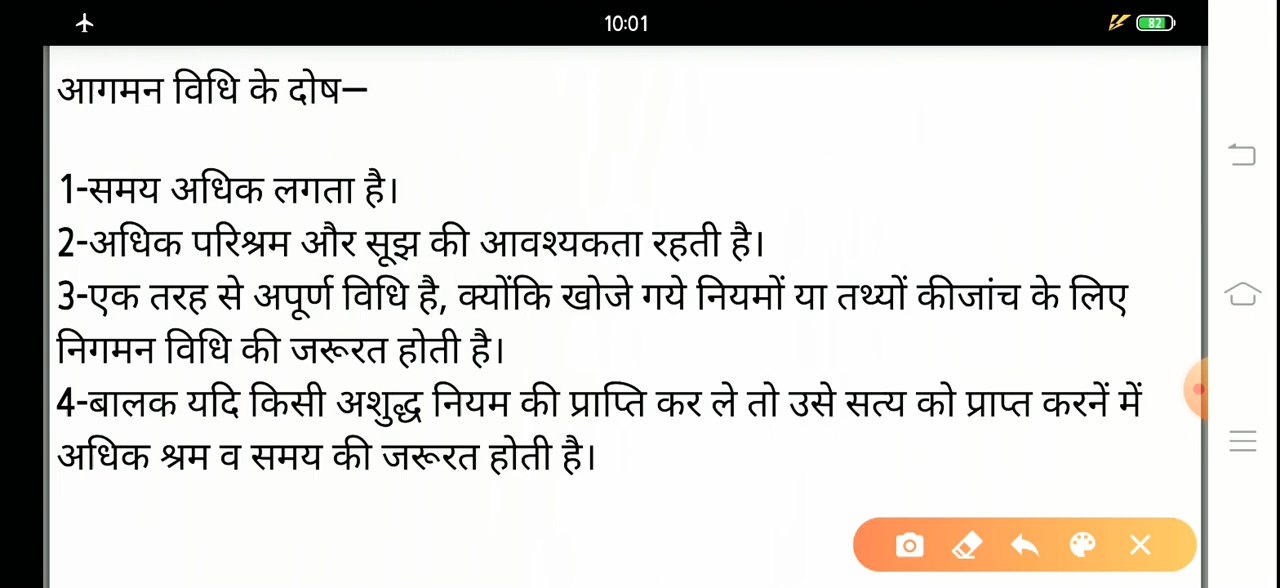 10:01
82
आगमन विधि के दोष—
1-समय अधिक लगता है।
2-अधिक परिश्रम और सूझ की आवश्यकता रहती है।
3-एक तरह से अपूर्ण विधि है, क्योंकि खोजे गये नियमों या तथ्यों कीजांच के लिए
निगमन विधि की जरूरत होती है।
4-बालक यदि किसी अशुद्ध नियम की प्राप्ति कर ले तो उसे सत्य को प्राप्त करनें में
अधिक श्रम व समय की जरूरत होती है।